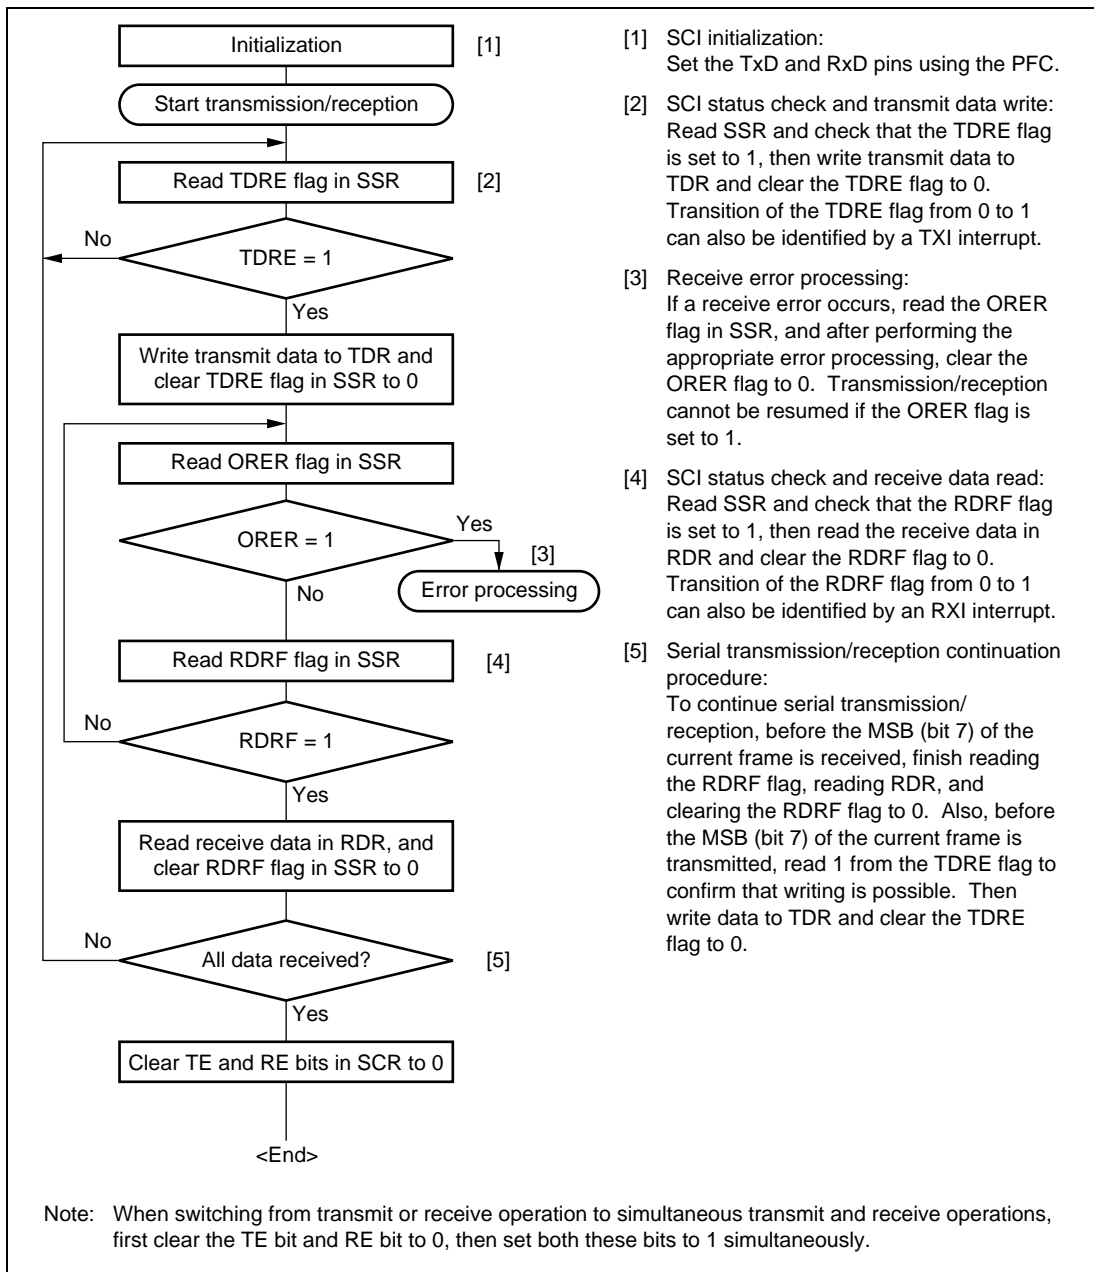 Initialization [1]
Start transmission/reception
Read TDRE flag in SSR [2]
No
TDRE = 1
Yes
Write transmit data to TDR and
clear TDRE flag in SSR to 0
Read ORER flag in SSR
Yes
ORER = 1
[3]
No
Error processing
Read RDRF flag in SSR [4]
No
RDRF = 1
Yes
Read receive data in RDR, and
clear RDRF flag in SSR to 0
No
All data received? [5]
Yes
Clear TE and RE bits in SCR to 0
<End>
[1] SCI initialization:
Set the TxD and RxD pins using the PFC.
[2] SCI status check and transmit data write:
Read SSR and check that the TDRE flag
is set to 1, then write transmit data to
TDR and clear the TDRE flag to 0.
Transition of the TDRE flag from 0 to 1
can also be identified by a TXI interrupt.
[3] Receive error processing:
If a receive error occurs, read the ORER
flag in SSR, and after performing the
appropriate error processing, clear the
ORER flag to 0. Transmission/reception
cannot be resumed if the ORER flag is
set to 1.
[4] SCI status check and receive data read:
Read SSR and check that the RDRF flag
is set to 1, then read the receive data in
RDR and clear the RDRF flag to 0.
Transition of the RDRF flag from 0 to 1
can also be identified by an RXI interrupt.
[5] Serial transmission/reception continuation
procedure:
To continue serial transmission/
reception, before the MSB (bit 7) of the
current frame is received, finish reading
the RDRF flag, reading RDR, and
clearing the RDRF flag to 0. Also, before
the MSB (bit 7) of the current frame is
transmitted, read 1 from the TDRE flag to
confirm that writing is possible. Then
write data to TDR and clear the TDRE
flag to 0.
Note: When switching from transmit or receive operation to simultaneous transmit and receive operations,
first clear the TE bit and RE bit to 0, then set both these bits to 1 simultaneously.